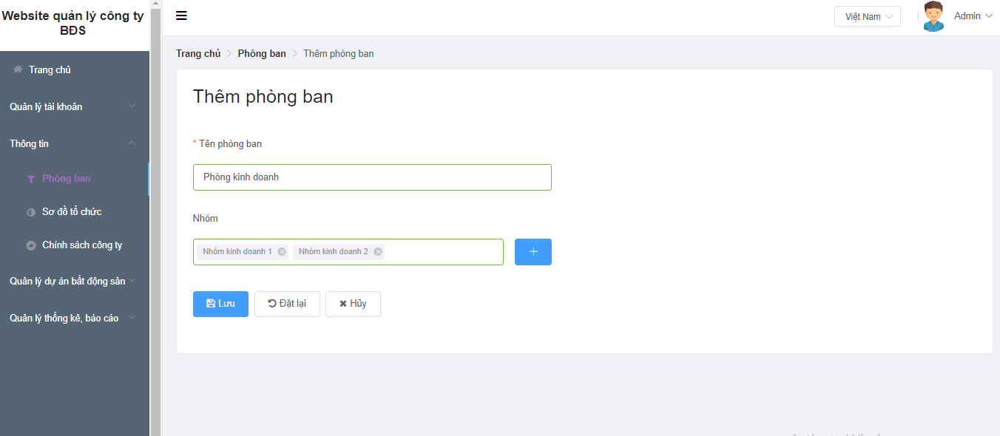 Website quản lý công ty
BĐS
Việt Nam
Admin
Trang chủ
Quản lý tài khoản
Thông tin
Phòng ban
Sơ đồ tổ chức
Chính sách công ty
Quản lý dự án bất động sản
Quản lý thống kê, báo cáo
Trang chủ > Phòng ban > Thêm phòng ban
Thêm phòng ban
* Tên phòng ban
Phòng kinh doanh
Nhóm
Nhóm kinh doanh 1 Nhóm kinh doanh 2
Lưu Đặt lại Hủy